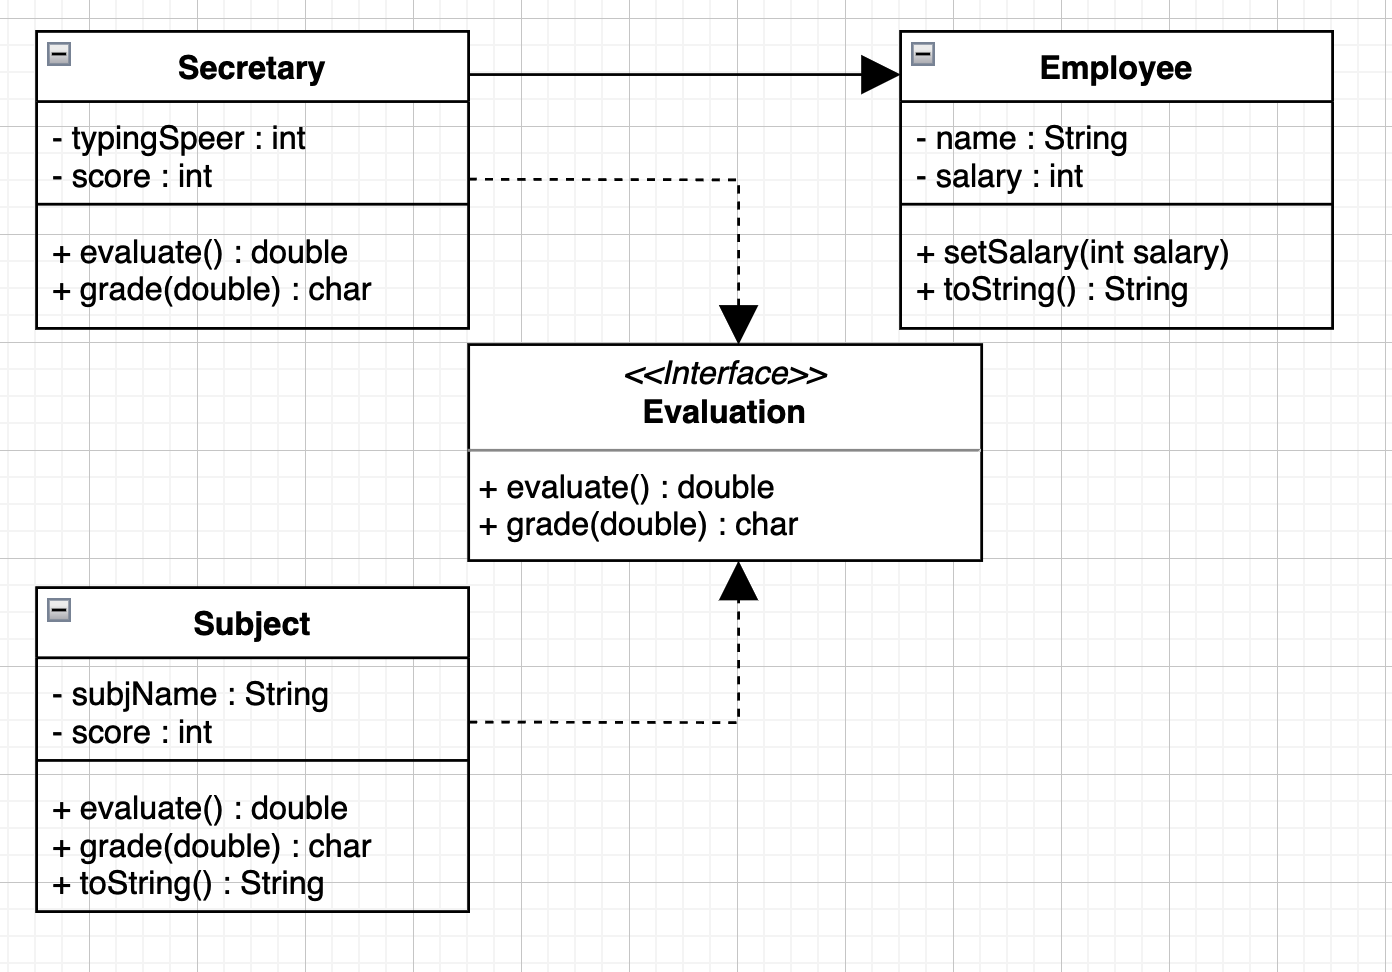 Secretary
- typingSpeer : int
- score : int
+ evaluate() : double
+ grade(double) : char
Employee
- name : String
- salary : int
+ setSalary(int salary)
+ toString() : String
<<Interface>>
Evaluation
+ evaluate() : double
+ grade(double) : char
Subject
- subjName : String
- score : int
+ evaluate() : double
+ grade(double) : char
+ toString() : String